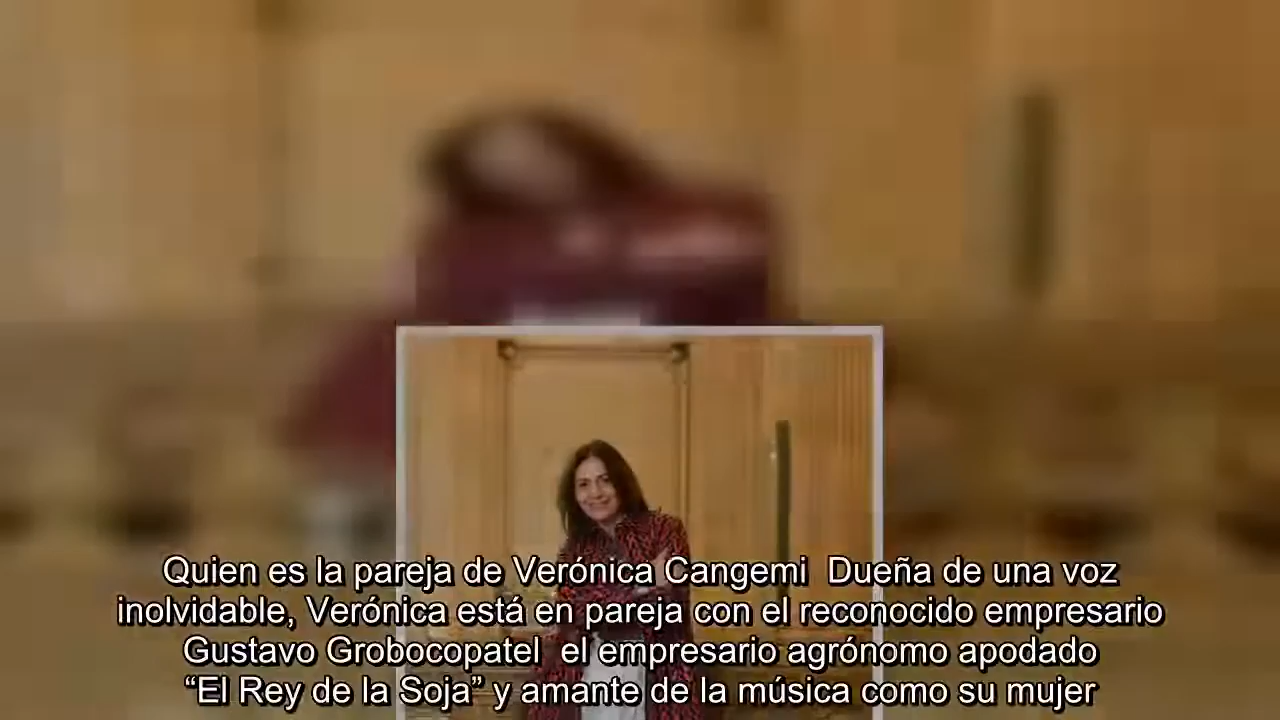 Quien es la pareja de Verónica Cangemi  Dueña de una voz
inolvidable, Verónica está en pareja con el reconocido empresario
Gustavo Grobocopatel  el empresario agrónomo apodado
“El Rey de la Soja” y amante de la música como su mujer